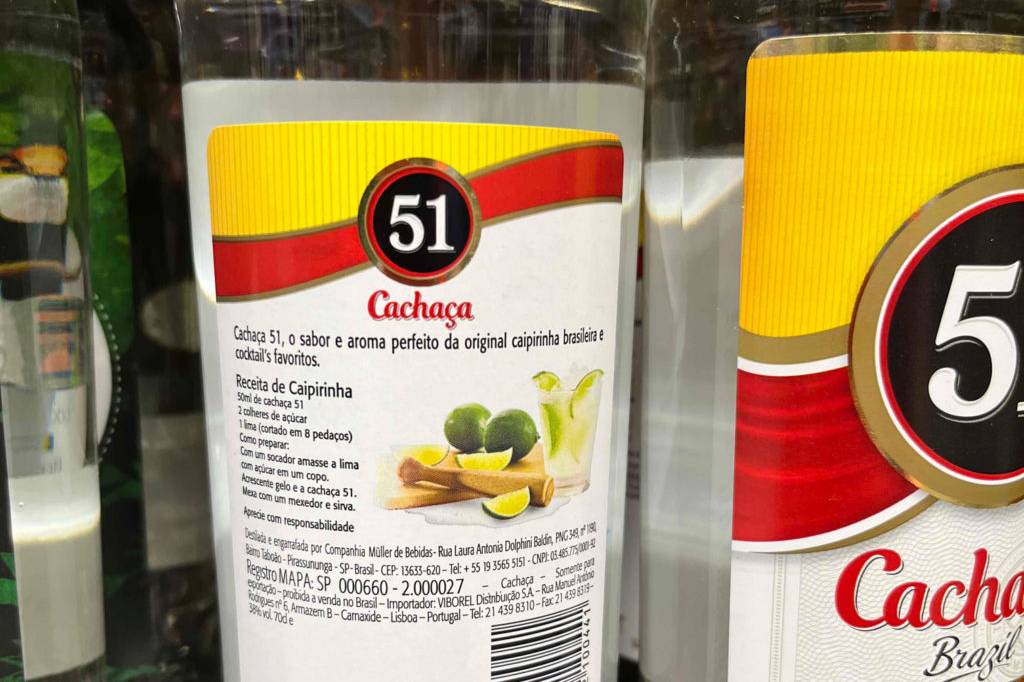 51
Cachaça
Cachaça 51, o sabor e aroma perfeito da original caipirinha brasileira e
cocktail's favoritos.
Receita de Caipirinha
50ml de cachaça 51
2 colheres de açúcar
1 lima (cortado em 8 pedaços)
Como preparar:
Com um socador amasse a lima
com açúcar em um copo.
Acrescente gelo e a cachaça 51.
Mexa com um mexedor e sirva.
Aprecie com responsabilidade
Destilada e engarrafada por Companhia Müller de Bebidas- Rua Laura Antonia Dolphini Baldin, PNG 349, nº 1190,
Bairro Taboão - Pirassununga - SP - Brasil - CEP: 13633-620 - Tel: + 55 19 3565 5151 - CNPJ: 03.485.775/0001-92
Registro MAPA: SP 000660 - 2.000027 – Cachaça – Somente para
exportação – proibida a venda no Brasil – Importador: VIBOREL Distribuição S.A. – Rua Manuel António
Rodrigues nº 6, Armazem B – Carnaxide – Lisboa – Portugal – Tel: 21 439 8310 – Fax: 21 439 8319 –
38% vol. 70cl e
100441
51
Cacha
Brazil